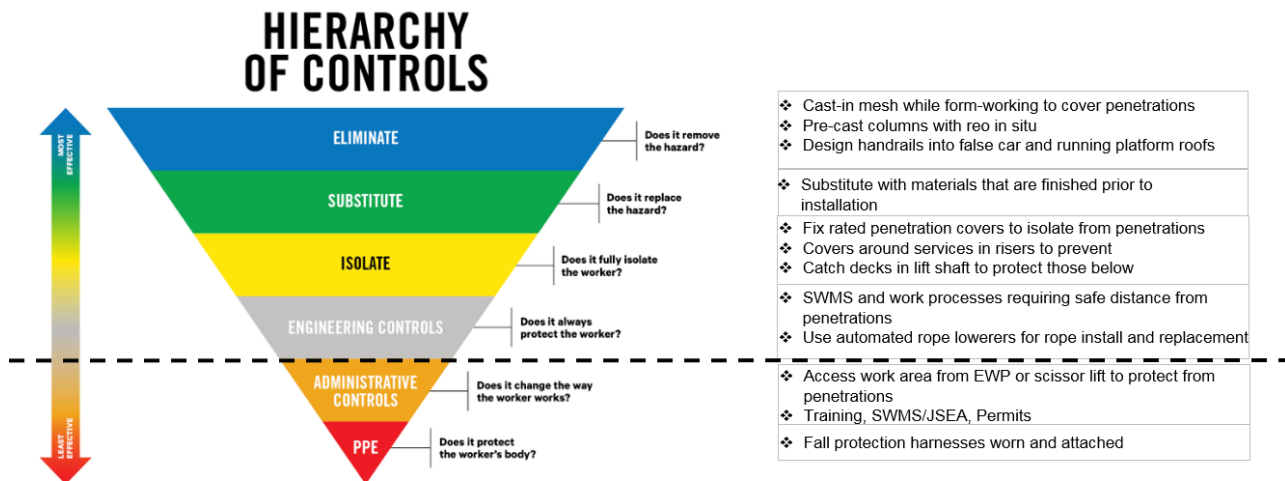 HIERARCHY
OF CONTROLS
MOST
EFFECTIVE
LEAST
EFFECTIVE
ELIMINATE
Does it remove
the hazard?
SUBSTITUTE
Does it replace
the hazard?
ISOLATE
Does it fully isolate
the worker?
ENGINEERING CONTROLS
Does it always
protect the worker?
ADMINISTRATIVE
CONTROLS
Does it change the way
the worker works?
PPE
Does it protect
the worker's body?
❖ Cast-in mesh while form-working to cover penetrations
❖ Pre-cast columns with reo in situ
❖ Design handrails into false car and running platform roofs
❖ Substitute with materials that are finished prior to
installation
❖ Fix rated penetration covers to isolate from penetrations
❖ Covers around services in risers to prevent
❖ Catch decks in lift shaft to protect those below
❖ SWMS and work processes requiring safe distance from
penetrations
❖ Use automated rope lowerers for rope install and replacement
❖ Access work area from EWP or scissor lift to protect from
penetrations
❖ Training, SWMS/JSEA, Permits
❖ Fall protection harnesses worn and attached